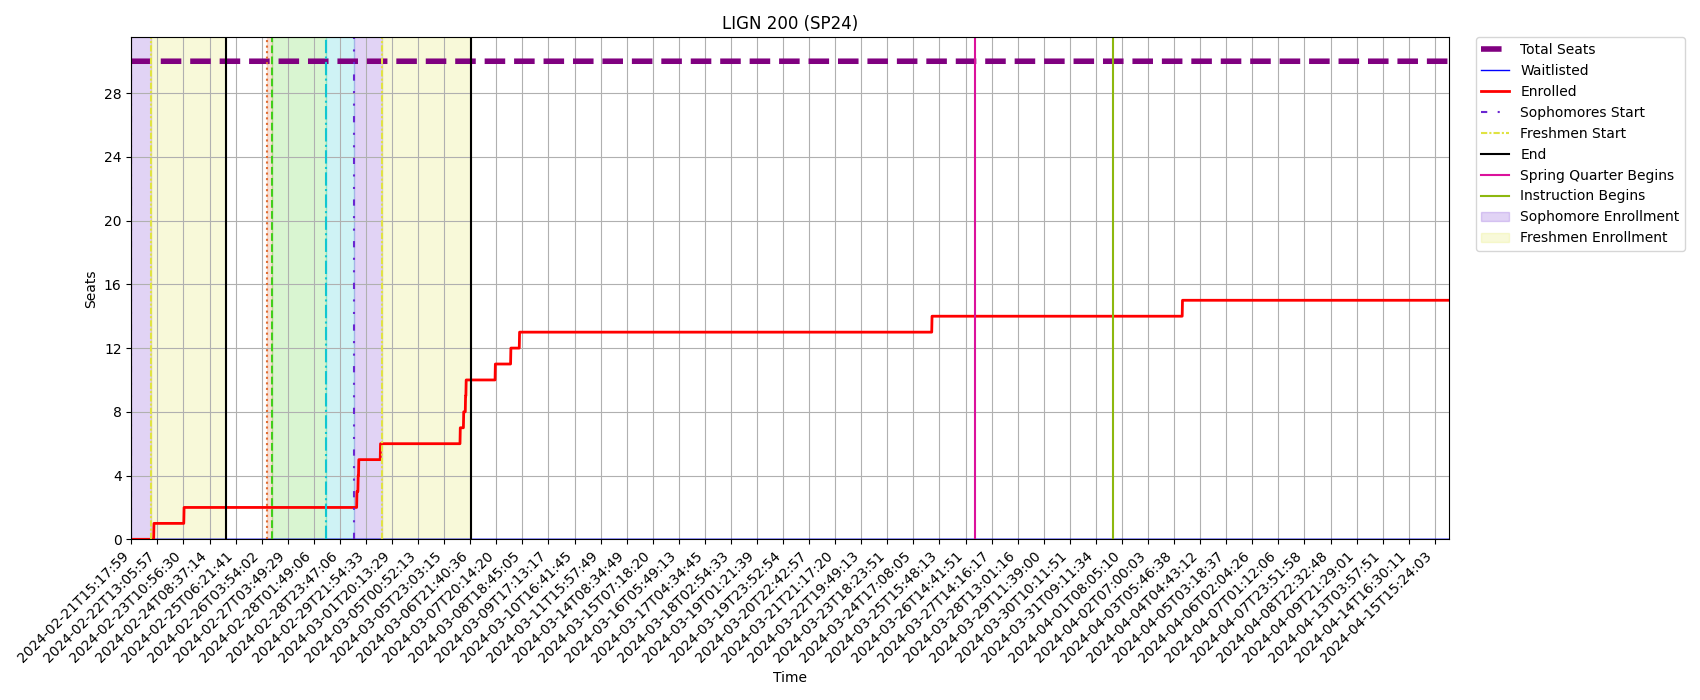 LIGN 200 (SP24)
Total Seats
Waitlisted
Enrolled
Sophomores Start
Freshmen Start
End
Spring Quarter Begins
Instruction Begins
Sophomore Enrollment
Freshmen Enrollment
Seats
28
24
20
16
12
8
4
0
2024-02-21T15:17:59
2024-02-22T13:05:57
2024-02-23T10:56:30
2024-02-24T08:37:14
2024-02-25T06:21:41
2024-02-26T03:54:02
2024-02-27T03:49:29
2024-02-28T01:49:06
2024-02-28T23:47:06
2024-02-29T21:54:33
2024-03-01T20:13:29
2024-03-05T00:52:13
2024-03-05T23:03:15
2024-03-06T21:40:36
2024-03-07T20:14:20
2024-03-08T18:45:05
2024-03-09T17:13:17
2024-03-10T16:41:45
2024-03-11T15:57:49
2024-03-14T08:34:49
2024-03-15T07:18:20
2024-03-16T05:49:13
2024-03-17T04:34:45
2024-03-18T02:54:33
2024-03-19T01:21:39
2024-03-19T23:52:54
2024-03-20T22:42:57
2024-03-21T21:17:20
2024-03-22T19:49:13
2024-03-23T18:23:51
2024-03-24T17:08:05
2024-03-25T15:48:13
2024-03-26T14:41:51
2024-03-27T14:16:17
2024-03-28T13:01:16
2024-03-29T11:39:00
2024-03-30T10:11:51
2024-03-31T09:11:34
2024-04-01T08:05:10
2024-04-02T07:00:03
2024-04-03T05:46:38
2024-04-04T04:43:12
2024-04-05T03:18:37
2024-04-06T02:04:26
2024-04-07T01:12:06
2024-04-07T23:51:58
2024-04-08T22:32:48
2024-04-09T21:29:01
2024-04-13T03:57:51
2024-04-14T16:30:11
2024-04-15T15:24:03
Time